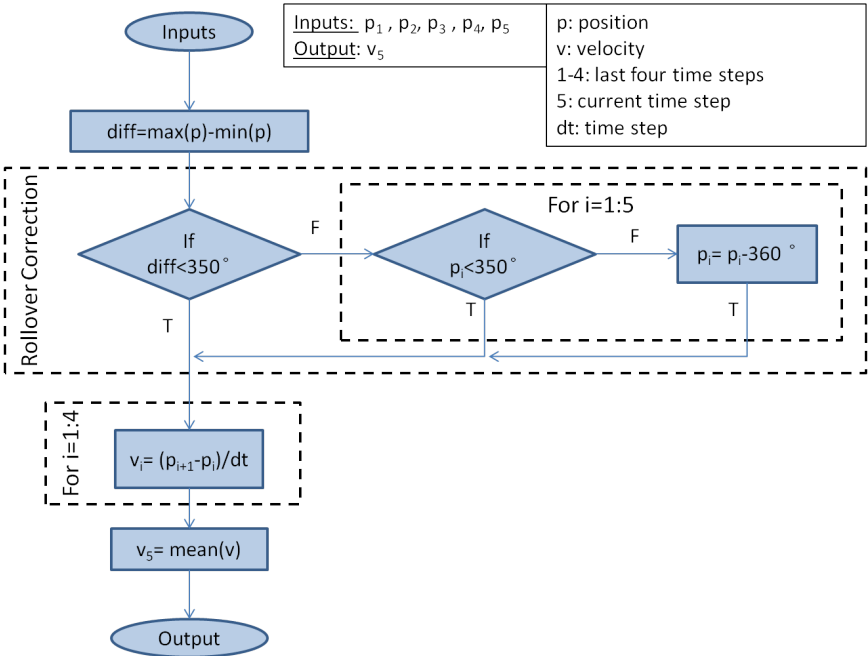 Inputs
Inputs: p1 , p2, p3 , p4, p5
Output: v5
p: position
v: velocity
1-4: last four time steps
5: current time step
dt: time step
diff=max(p)-min(p)
Rollover Correction
If
diff<350°
F
T
For i=1:5
If
pi<350°
F
T
pi= pi-360 °
T
For i=1:4
vi= (pi+1-pi)/dt
v5= mean(v)
Output